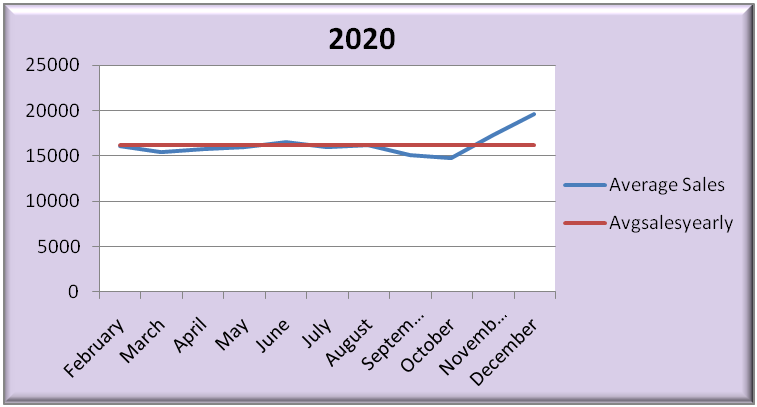 2020
25000
20000
15000
10000
5000
0
February
March
April
May
June
July
August
Septem...
October
Novemb...
December
Average Sales
Avgsalesyearly